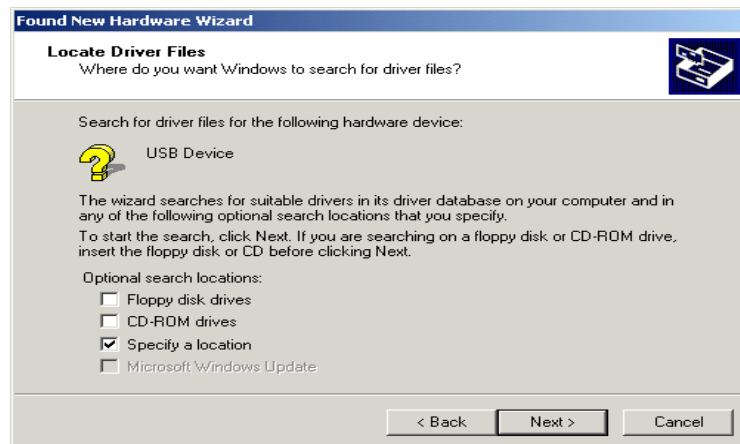 Found New Hardware Wizard
Locate Driver Files
Where do you want Windows to search for driver files?
Search for driver files for the following hardware device:
USB Device
The wizard searches for suitable drivers in its driver database on your computer and in
any of the following optional search locations that you specify.
To start the search, click Next. If you are searching on a floppy disk or CD-ROM drive,
insert the floppy disk or CD before clicking Next.
Optional search locations:
Floppy disk drives
CD-ROM drives
Specify a location
Microsoft Windows Update
< Back Next > Cancel